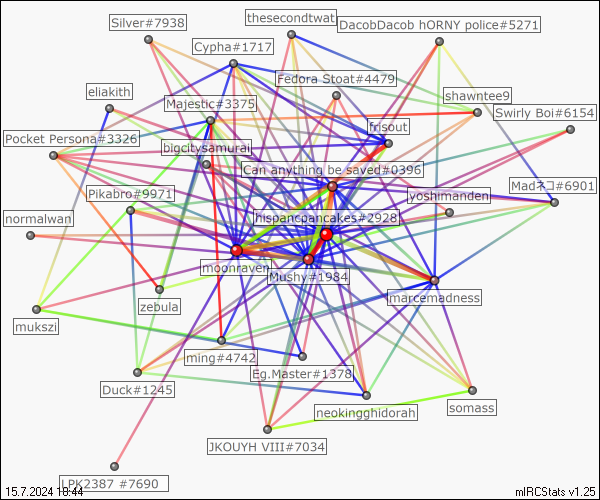 Silver#7938
thesecondtwat
DacobDacob hORNY police#5271
Cypha#1717
Fedora Stoat#4479
eliakith
Majestic#3375
shawntee9
Swirly Boi#6154
frisout
Pocket Persona#3326
bigcitysamurai
Can anything be saved#0396
Madネコ#6901
Pikabro#9971
yoshimanden
normalwan
hispanicpancakes#2928
moonraven
Mushy#1984
marcemadness
zebula
mukszi
ming#4742
Eg.Master#1378
Duck#1245
neokingghidorah
somass
JKOUYH VIII#7034
LPK2387 #7690
15.7.2024 10:44
mIRCStats v1.25